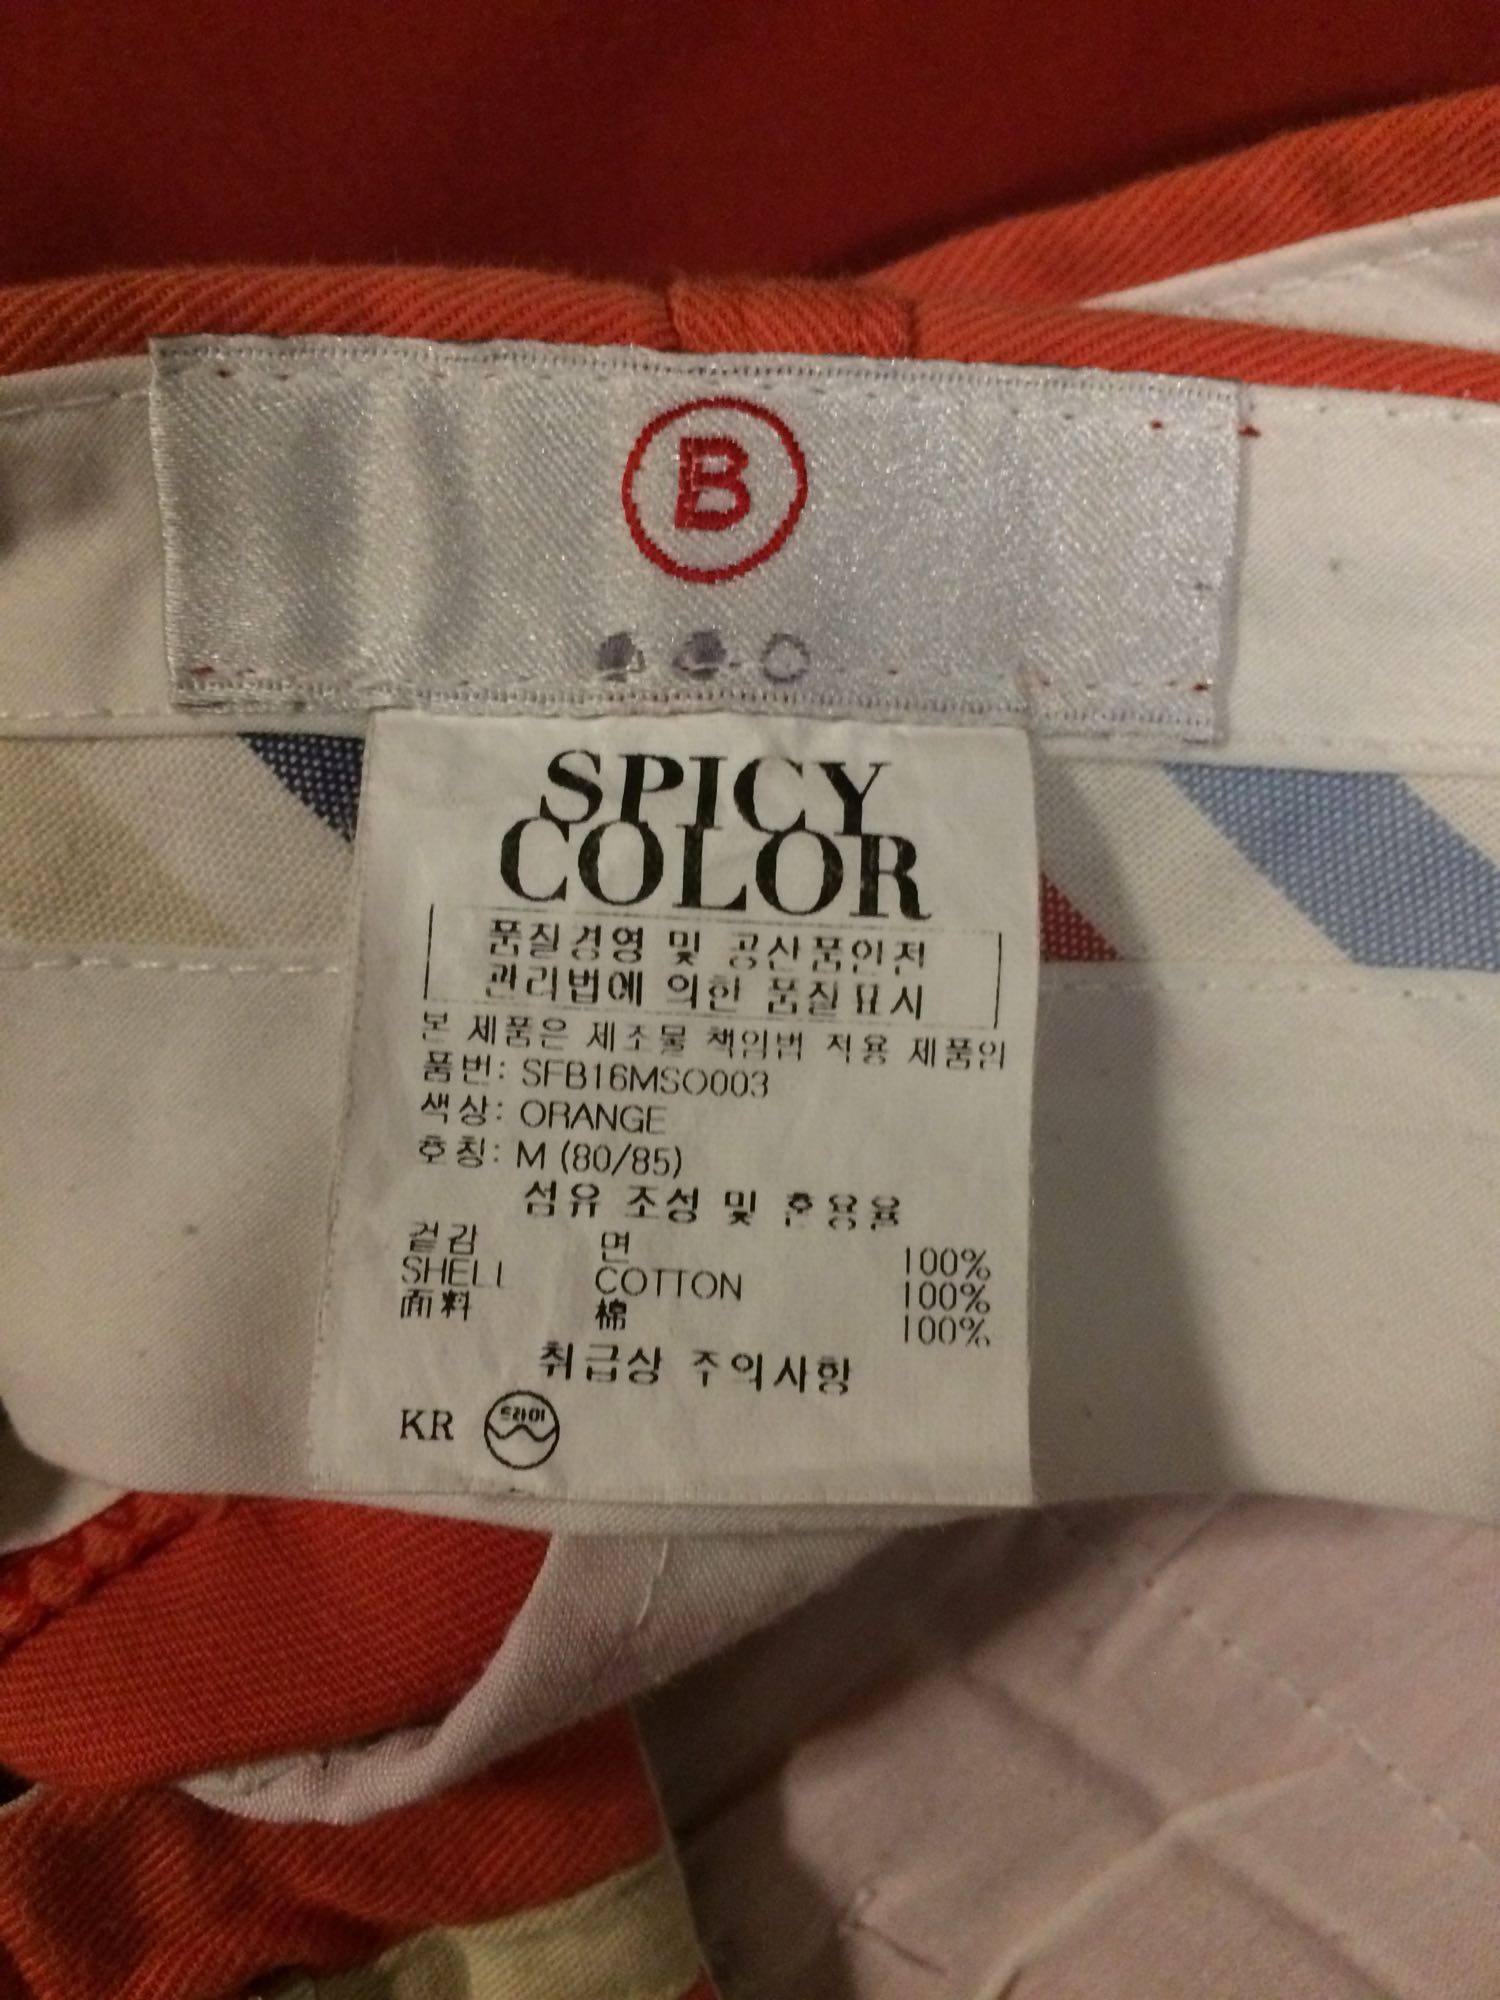 B
SPICY
COLOR
품질경영 및 공산품안전
관리법에 의한 품질표시
본 제품은 제조물 책임법 적용 제품임
품번: SFB16MSO003
색상: ORANGE
호칭: M (80/85)
섬유 조성 및 혼용율
겉감 면 100%
SHELL COTTON 100%
面料 棉 100%
취급상 주의사항
KR 드라이